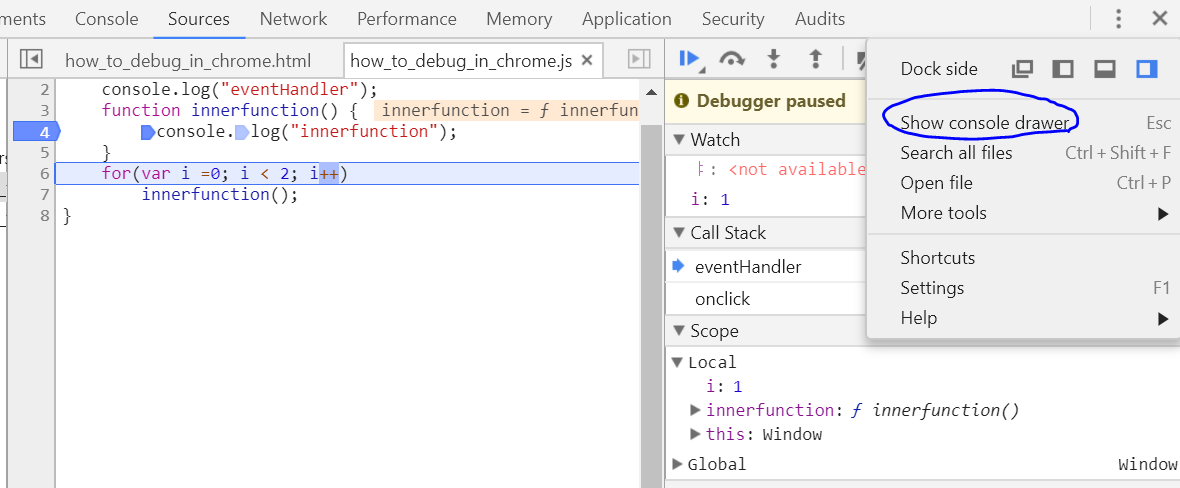 ments Console Sources Network Performance Memory Application Security Audits
how_to_debug_in_chrome.html how_to_debug_in_chrome.js
2 console.log("eventHandler");
3 function innerfunction() { innerfunction = ƒ innerfun
4 console.log("innerfunction");
5 }
6 for(var i =0; i < 2; i++)
7 innerfunction();
8 }
Debugger paused
Watch
ㅑ: <not available
i: 1
Call Stack
eventHandler
onclick
Scope
Local
i: 1
innerfunction: ƒ innerfunction()
this: Window
Global Window
Dock side
Show console drawer Esc
Search all files Ctrl + Shift + F
Open file Ctrl + P
More tools
Shortcuts
Settings F1
Help